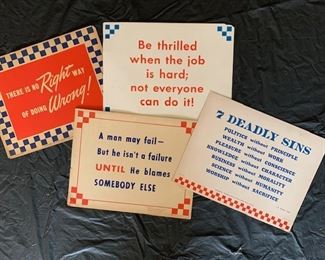 THERE IS NO Right WAY
OF DOING Wrong!
Be thrilled
when the job
is hard;
not everyone
can do it!
A man may fail—
But he isn't a failure
UNTIL He blames
SOMEBODY ELSE
7 DEADLY SINS
POLITICS without PRINCIPLE
WEALTH without WORK
PLEASURE without CONSCIENCE
KNOWLEDGE without CHARACTER
BUSINESS without MORALITY
SCIENCE without HUMANITY
WORSHIP without SACRIFICE